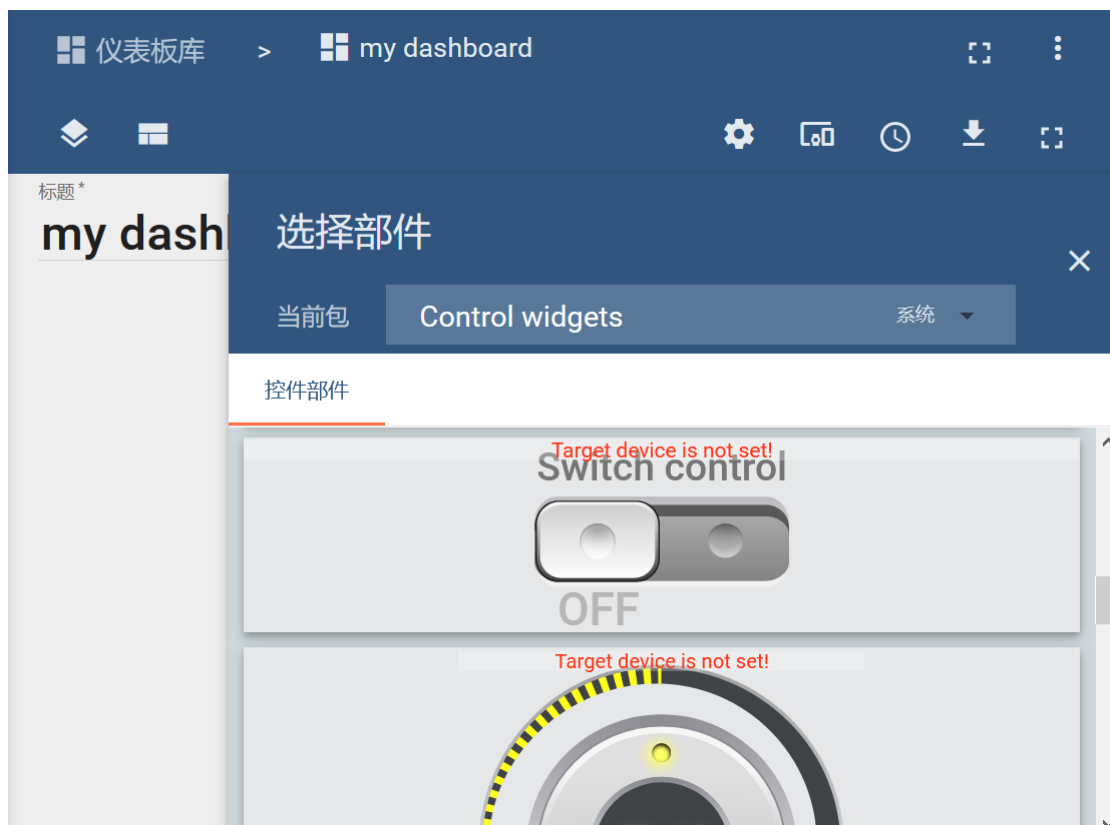 仪表板库 > my dashboard
标题 *
my dash
选择部件
当前包 Control widgets 系统
控件部件
Target device is not set!
Switch control
OFF
Target device is not set!